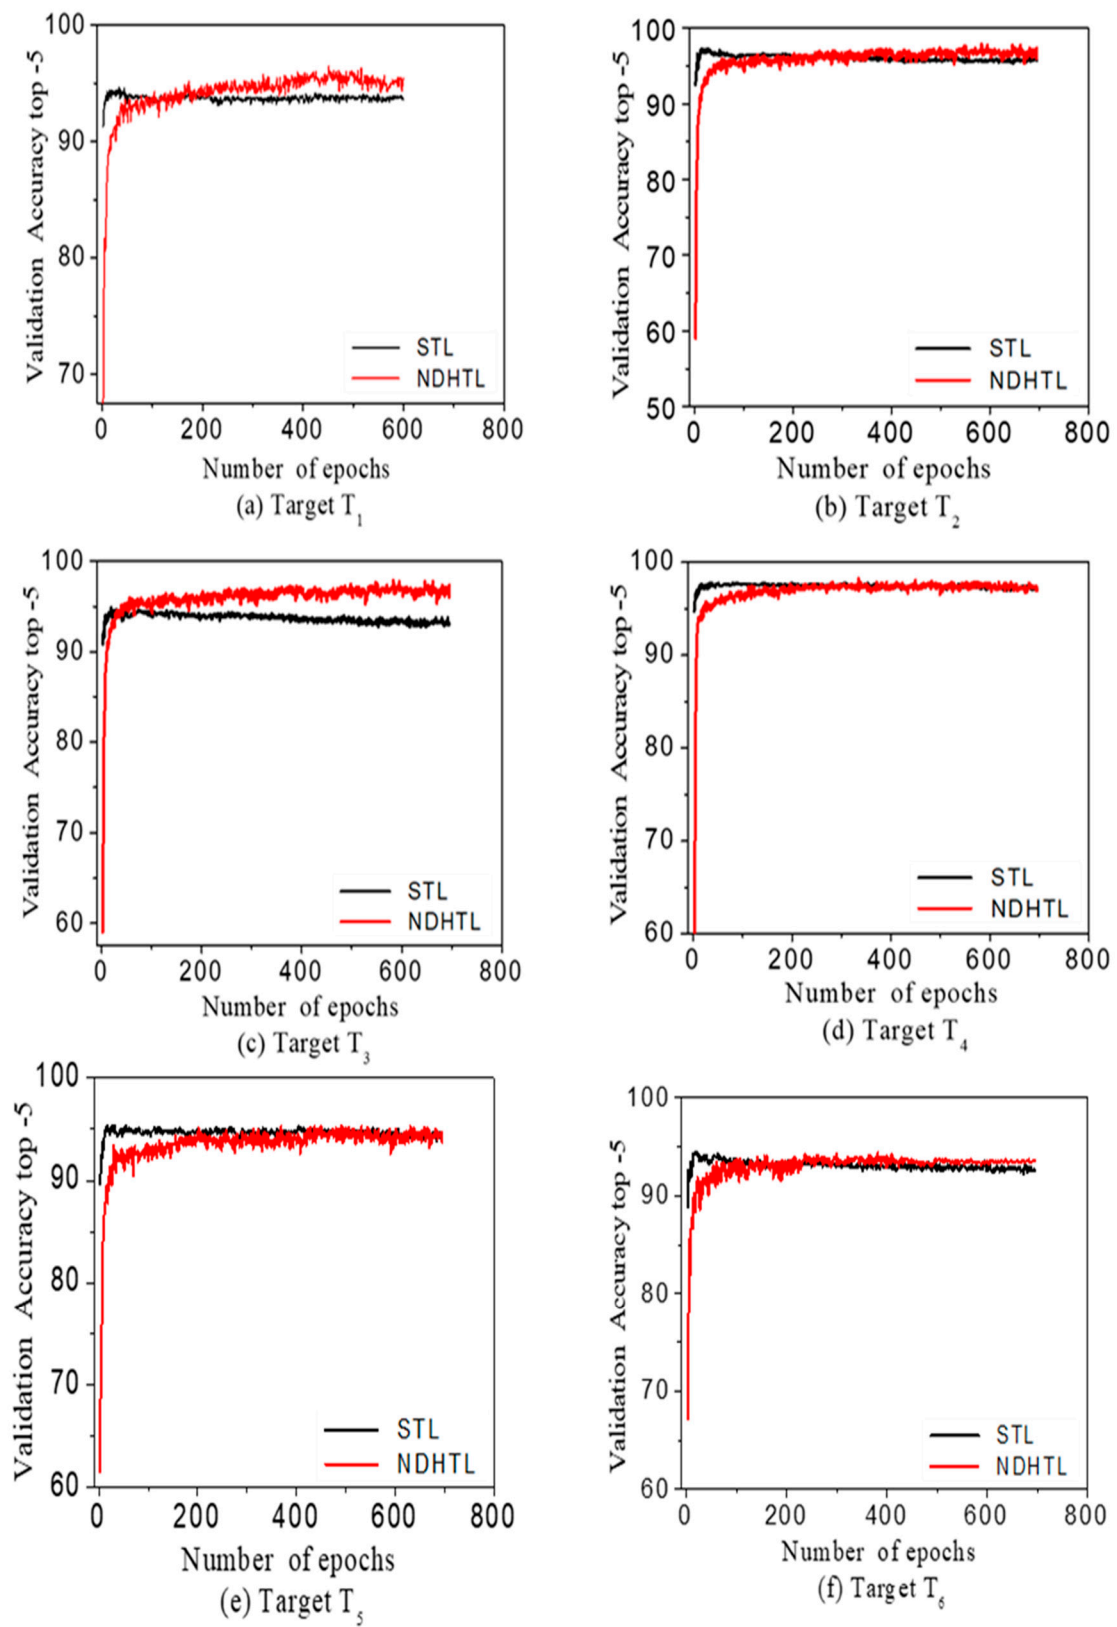 Validation Accuracy top -5
100
90
80
70
STL
NDHTL
0 200 400 600 800
Number of epochs
(a) Target T1
Validation Accuracy top -5
100
90
80
70
60
50
STL
NDHTL
0 200 400 600 800
Number of epochs
(b) Target T2
Validation Accuracy top -5
100
90
80
70
60
STL
NDHTL
0 200 400 600 800
Number of epochs
(c) Target T3
Validation Accuracy top -5
100
90
80
70
60
STL
NDHTL
0 200 400 600 800
Number of epochs
(d) Target T4
Validation Accuracy top -5
100
90
80
70
60
STL
NDHTL
0 200 400 600 800
Number of epochs
(e) Target T5
Validation Accuracy top -5
100
90
80
70
60
STL
NDHTL
0 200 400 600 800
Number of epochs
(f) Target T6